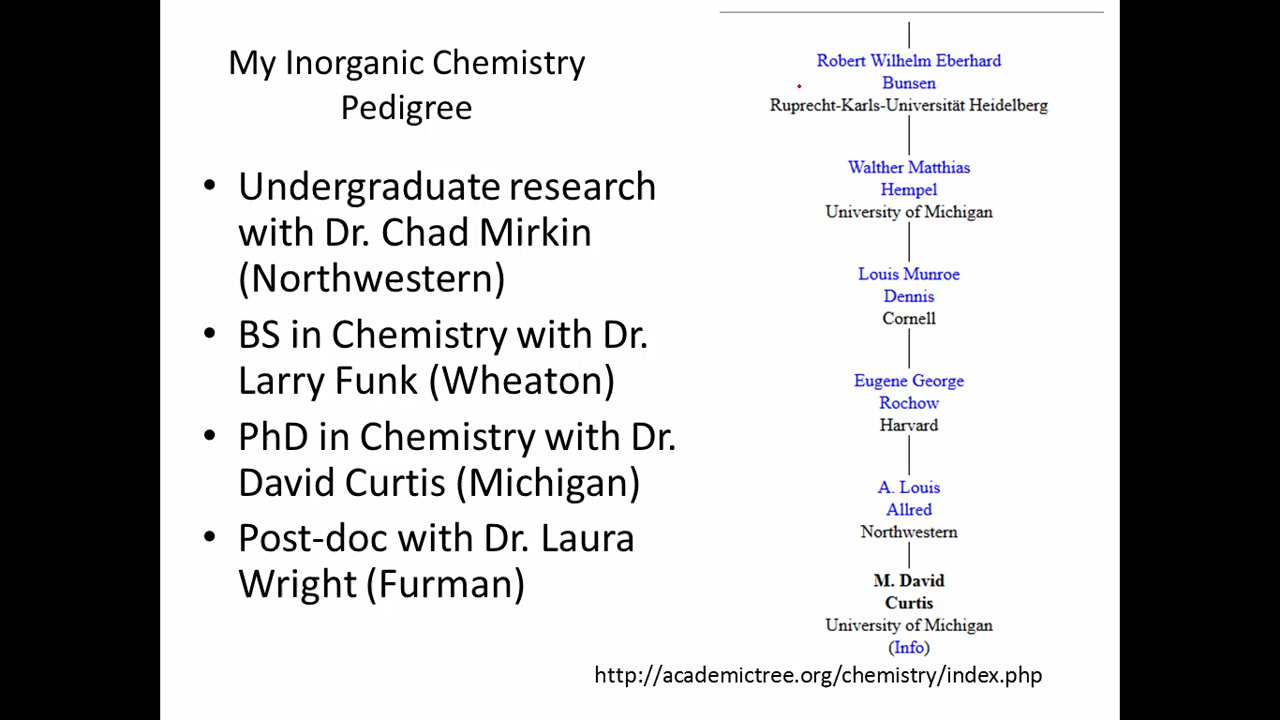 My Inorganic Chemistry
Pedigree
• Undergraduate research
with Dr. Chad Mirkin
(Northwestern)
• BS in Chemistry with Dr.
Larry Funk (Wheaton)
• PhD in Chemistry with Dr.
David Curtis (Michigan)
• Post-doc with Dr. Laura
Wright (Furman)
Robert Wilhelm Eberhard
Bunsen
Ruprecht-Karls-Universität Heidelberg
Walther Matthias
Hempel
University of Michigan
Louis Munroe
Dennis
Cornell
Eugene George
Rochow
Harvard
A. Louis
Allred
Northwestern
M. David
Curtis
University of Michigan
(Info)
http://academictree.org/chemistry/index.php